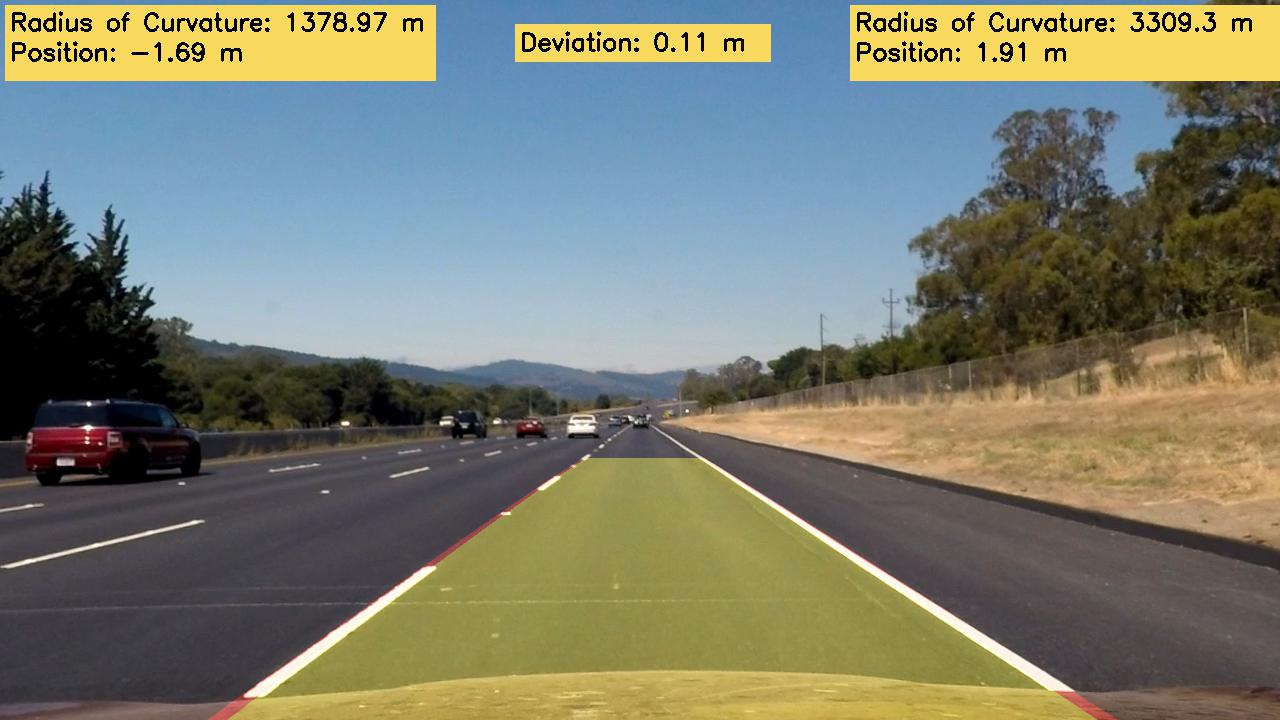 Radius of Curvature: 1378.97 m
Position: -1.69 m
Deviation: 0.11 m
Radius of Curvature: 3309.3 m
Position: 1.91 m